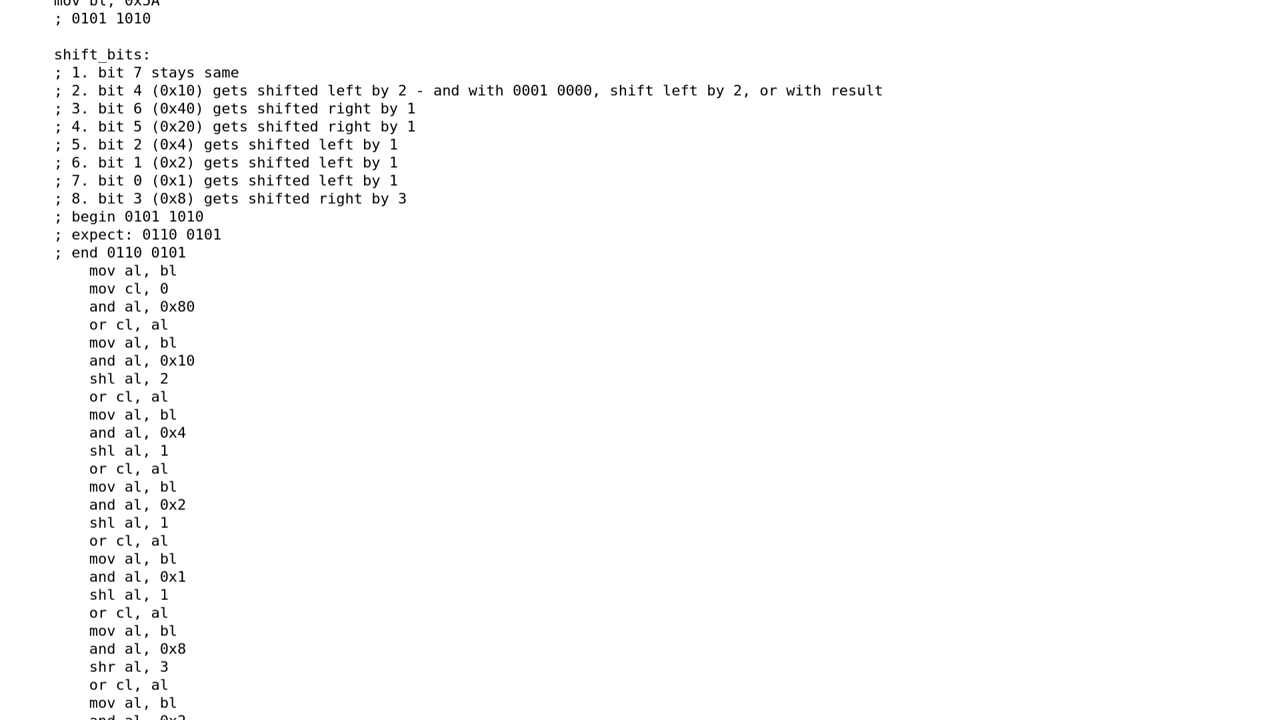 mov bl, 0x5A
; 0101 1010
shift_bits:
; 1. bit 7 stays same
; 2. bit 4 (0x10) gets shifted left by 2 - and with 0001 0000, shift left by 2, or with result
; 3. bit 6 (0x40) gets shifted right by 1
; 4. bit 5 (0x20) gets shifted right by 1
; 5. bit 2 (0x4) gets shifted left by 1
; 6. bit 1 (0x2) gets shifted left by 1
; 7. bit 0 (0x1) gets shifted left by 1
; 8. bit 3 (0x8) gets shifted right by 3
; begin 0101 1010
; expect: 0110 0101
; end 0110 0101
mov al, bl
mov cl, 0
and al, 0x80
or cl, al
mov al, bl
and al, 0x10
shl al, 2
or cl, al
mov al, bl
and al, 0x4
shl al, 1
or cl, al
mov al, bl
and al, 0x2
shl al, 1
or cl, al
mov al, bl
and al, 0x1
shl al, 1
or cl, al
mov al, bl
and al, 0x8
shr al, 3
or cl, al
mov al, bl
and al,